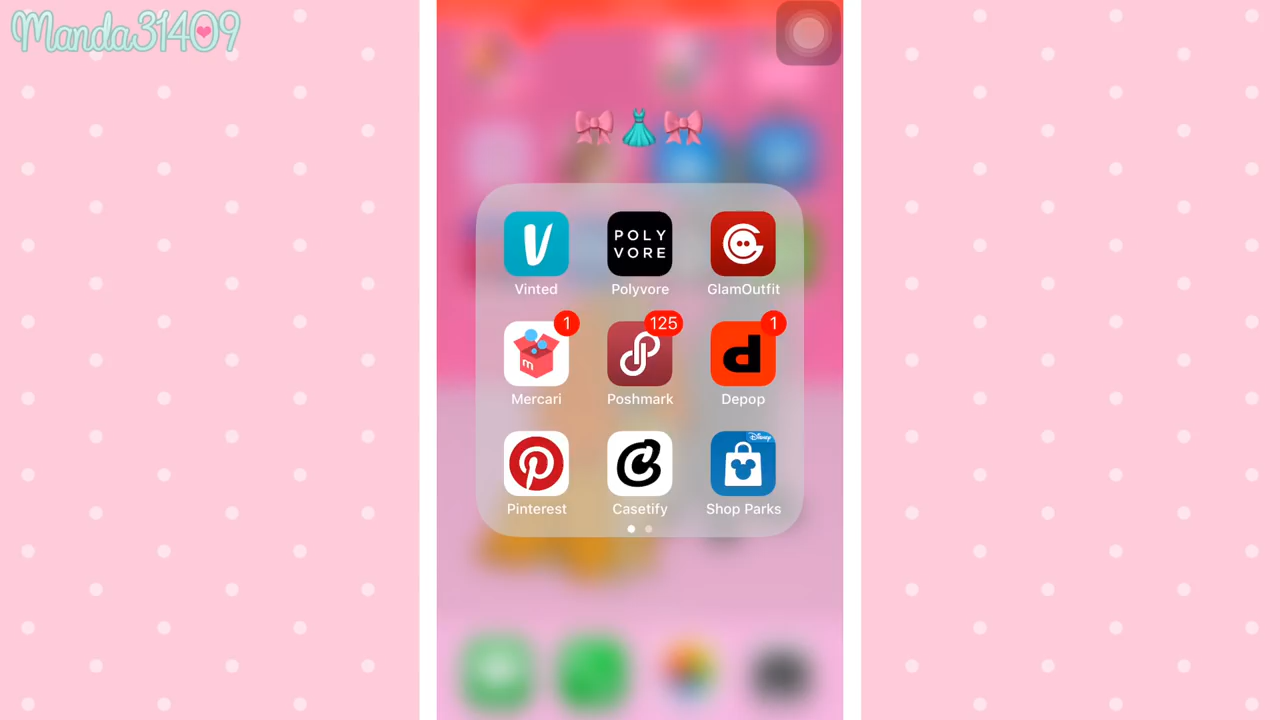 Manda31409
POLY
VORE
Vinted
Polyvore
GlamOutfit
1
125
1
m
d
Mercari
Poshmark
Depop
Disney
Pinterest
Casetify
Shop Parks